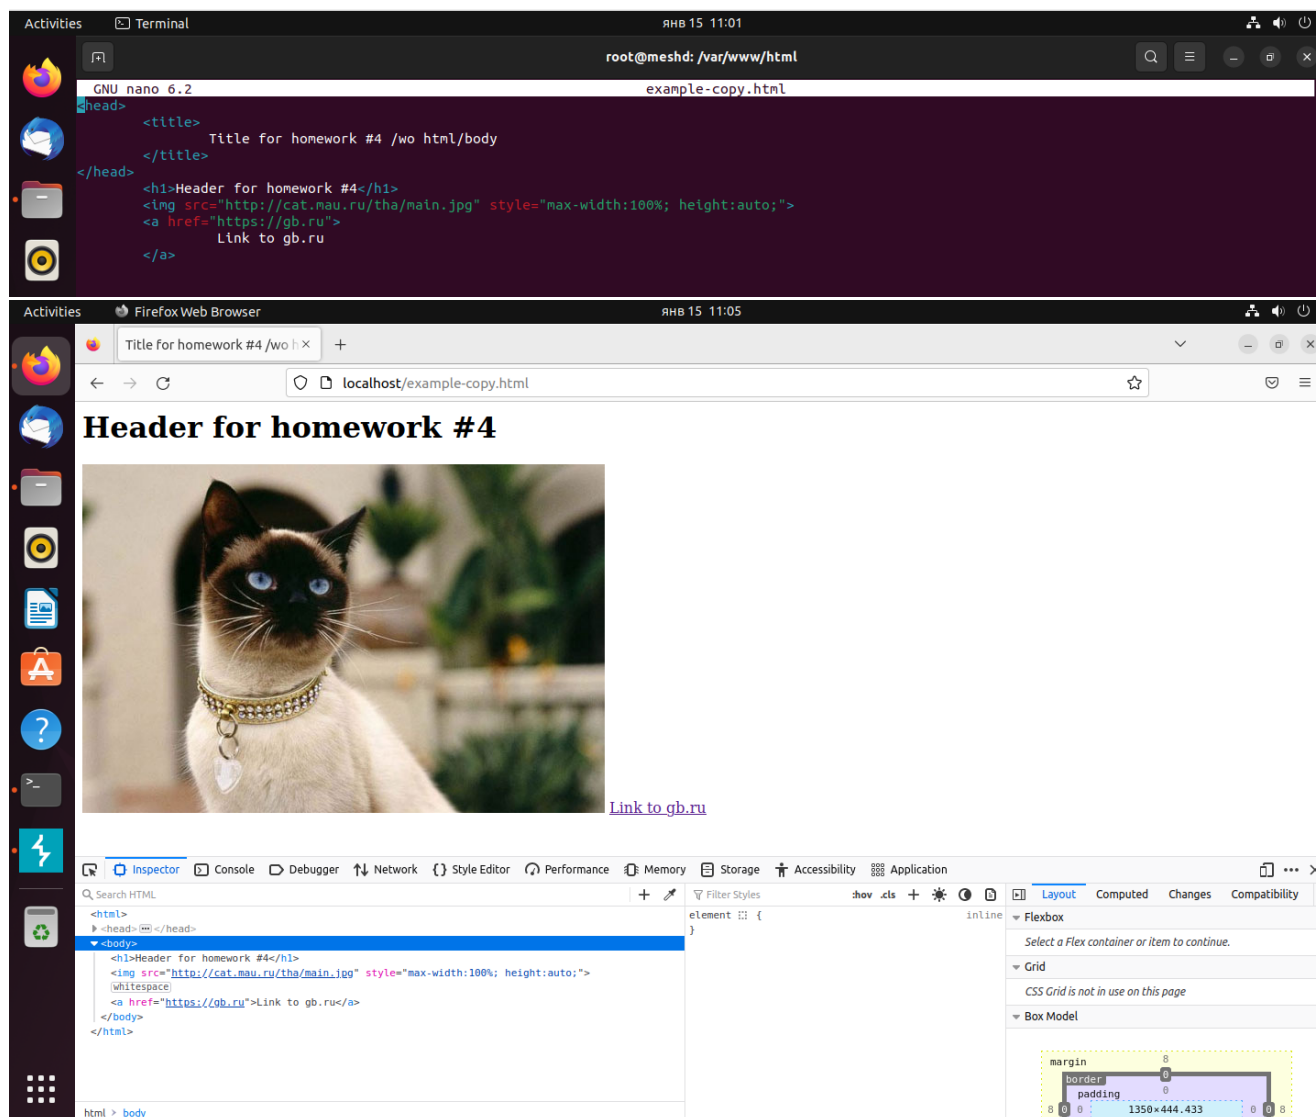 Activities Terminal янв 15 11:01
root@meshd: /var/www/html
GNU nano 6.2 example-copy.html
<head>
<title>
Title for homework #4 /wo html/body
</title>
</head>
<h1>Header for homework #4</h1>
<img src="http://cat.mau.ru/tha/main.jpg" style="max-width:100%; height:auto;">
<a href="https://gb.ru">
Link to gb.ru
</a>
Activities Firefox Web Browser янв 15 11:05
Title for homework #4 /wo h
localhost/example-copy.html
Header for homework #4
Link to gb.ru
Inspector Console Debugger Network Style Editor Performance Memory Storage Accessibility Application
Search HTML Filter Styles :hov .cls Layout Computed Changes Compatibility
<html> element { inline Flexbox
<head> </head> }
<body> Select a Flex container or item to continue.
<h1>Header for homework #4</h1> Grid
<img src="http://cat.mau.ru/tha/main.jpg" style="max-width:100%; height:auto;">
whitespace CSS Grid is not in use on this page
<a href="https://gb.ru">Link to gb.ru</a>
</body> Box Model
</html>
margin 8
border 0
padding 0
html > body 8 0 0 1350×444.433 0 0 8